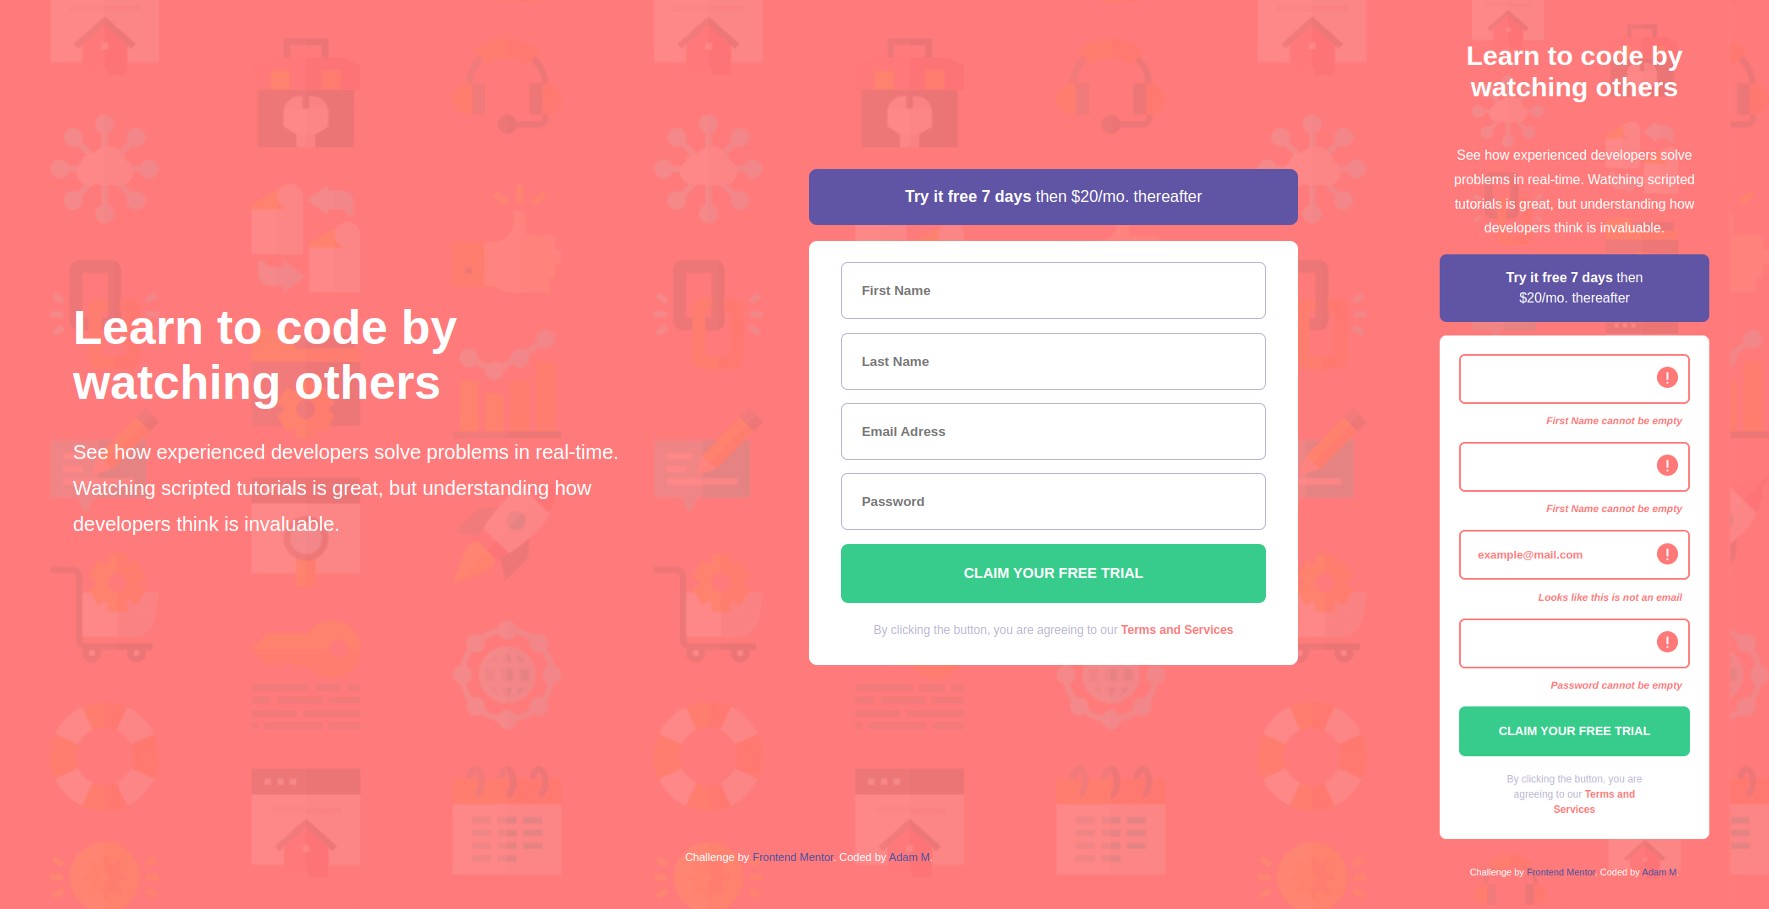 Learn to code by
watching others
See how experienced developers solve problems in real-time.
Watching scripted tutorials is great, but understanding how
developers think is invaluable.
Try it free 7 days then $20/mo. thereafter
First Name
Last Name
Email Adress
Password
CLAIM YOUR FREE TRIAL
By clicking the button, you are agreeing to our Terms and Services
Challenge by Frontend Mentor. Coded by Adam M.
Learn to code by
watching others
See how experienced developers solve
problems in real-time. Watching scripted
tutorials is great, but understanding how
developers think is invaluable.
Try it free 7 days then
$20/mo. thereafter
First Name cannot be empty
First Name cannot be empty
example@mail.com
Looks like this is not an email
Password cannot be empty
CLAIM YOUR FREE TRIAL
By clicking the button, you are
agreeing to our Terms and
Services
Challenge by Frontend Mentor. Coded by Adam M.